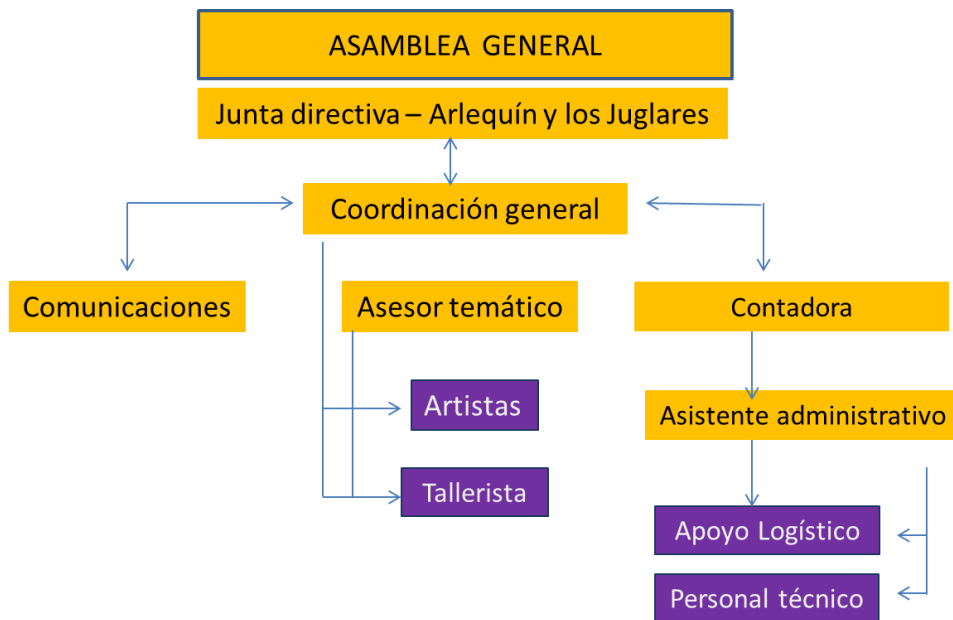 ASAMBLEA GENERAL
Junta directiva – Arlequín y los Juglares
Coordinación general
Comunicaciones
Asesor temático
Contadora
Artistas
Asistente administrativo
Tallerista
Apoyo Logístico
Personal técnico